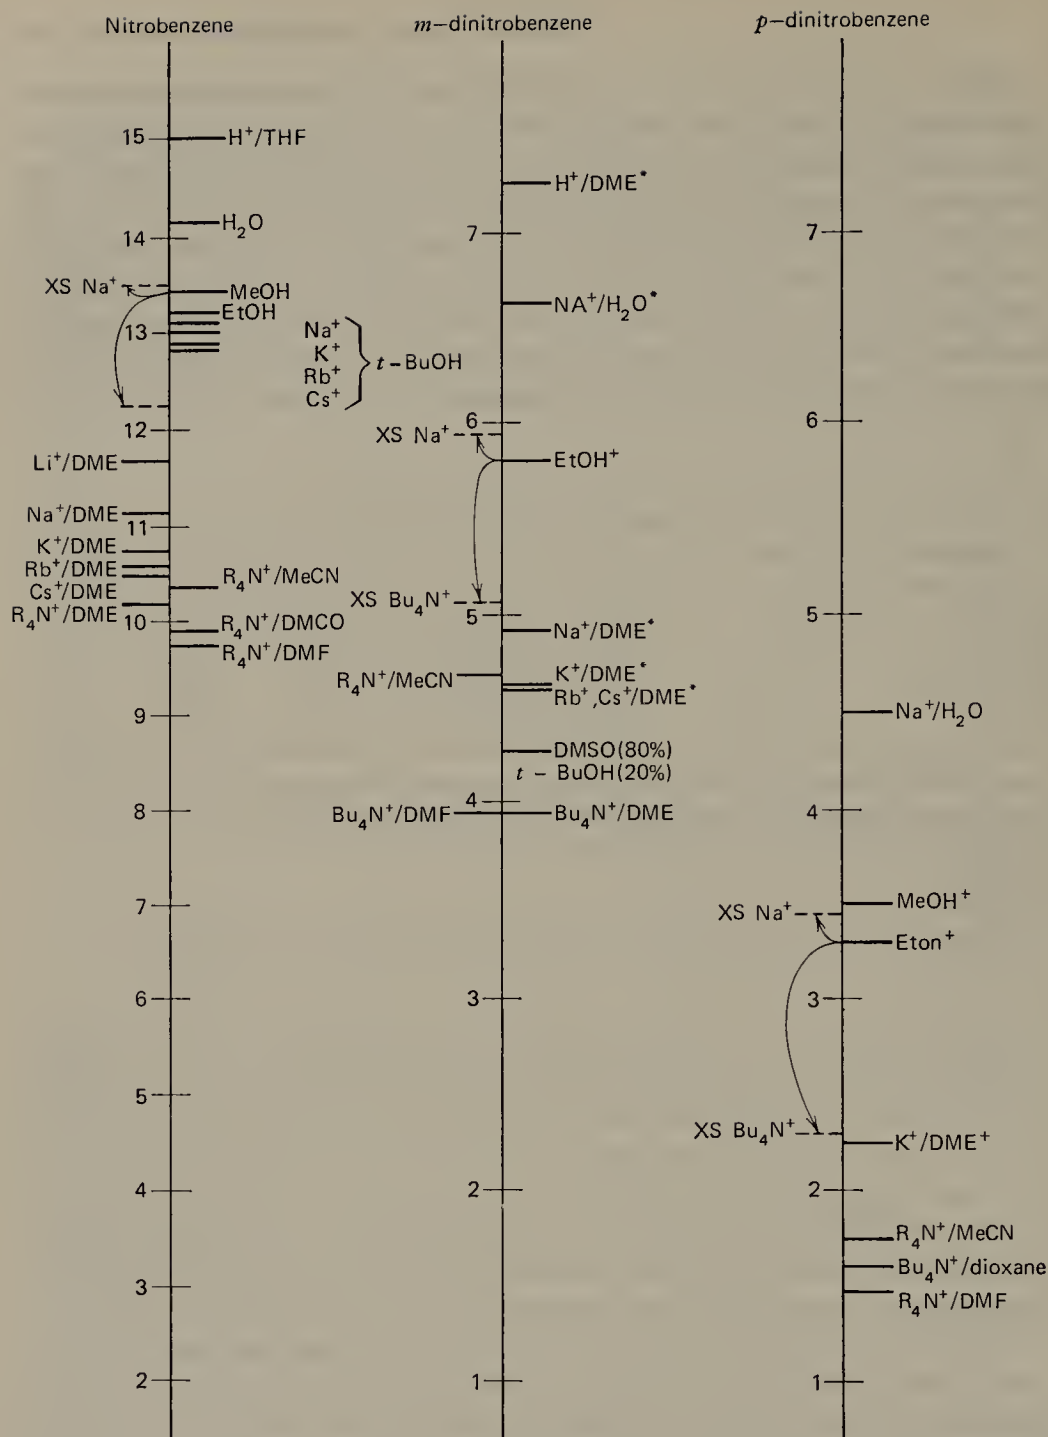 Nitrobenzene
15
H⁺/THF
H₂O
14
XS Na⁺
MeOH
EtOH
13
Na⁺
K⁺
Rb⁺
Cs⁺
t-BuOH
12
Li⁺/DME
Na⁺/DME
11
K⁺/DME
Rb⁺/DME
Cs⁺/DME
R₄N⁺/MeCN
R₄N⁺/DME
10
R₄N⁺/DMCO
R₄N⁺/DMF
9
8
7
6
5
4
3
2
m-dinitrobenzene
H⁺/DME*
7
NA⁺/H₂O*
6
XS Na⁺
EtOH⁺
XS Bu₄N⁺
5
Na⁺/DME*
R₄N⁺/MeCN
K⁺/DME*
Rb⁺,Cs⁺/DME*
DMSO(80%)
t - BuOH(20%)
4
Bu₄N⁺/DMF
Bu₄N⁺/DME
3
2
1
p-dinitrobenzene
7
6
5
Na⁺/H₂O
4
MeOH⁺
XS Na⁺
Eton⁺
3
XS Bu₄N⁺
K⁺/DME⁺
2
R₄N⁺/MeCN
Bu₄N⁺/dioxane
R₄N⁺/DMF
1